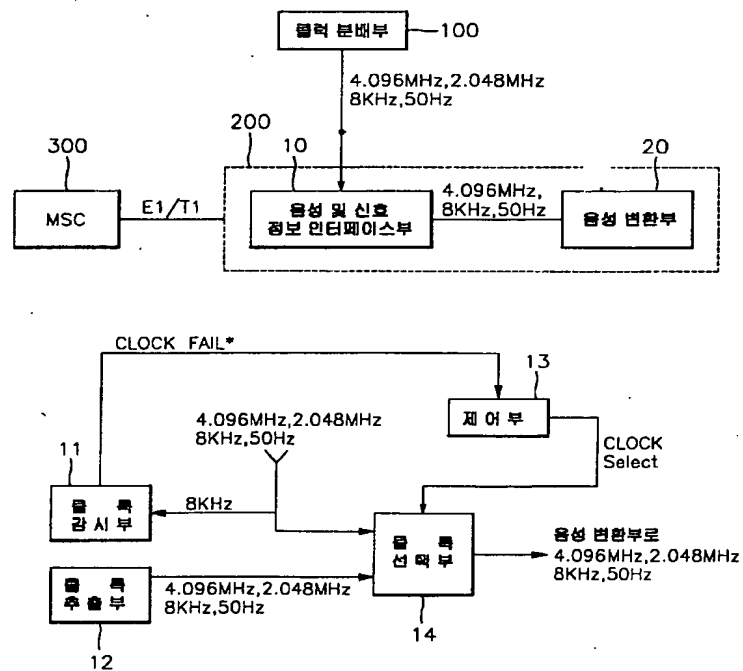 클럭 분배부
100
4.096MHz,2.048MHz
8KHz,50Hz
300
200
10
20
MSC
E1/T1
음성 및 신호
정보 인터페이스부
4.096MHz,
8KHz,50Hz
음성 변환부
CLOCK FAIL*
13
제어부
4.096MHz,2.048MHz
8KHz,50Hz
CLOCK
Select
11
클 록
감시부
8KHz
클 록
선택부
음성 변환부로
4.096MHz,2.048MHz
8KHz,50Hz
클 록
추출부
4.096MHz,2.048MHz
8KHz,50Hz
12
14